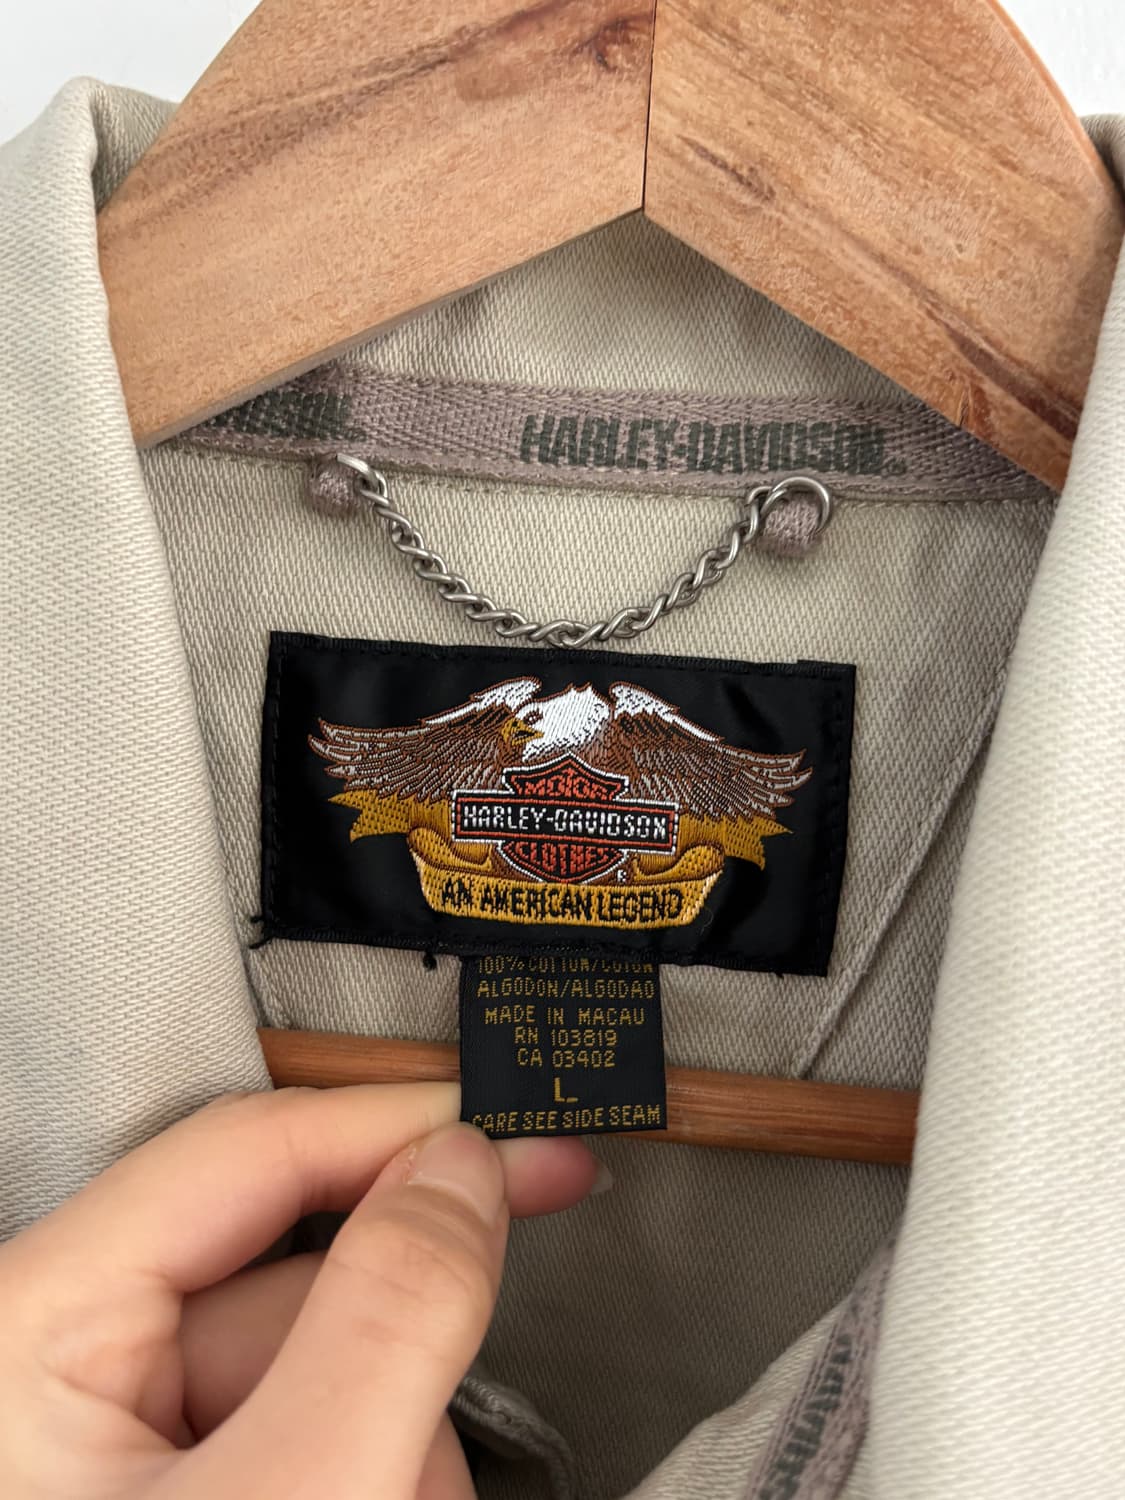 DAVIDSON.
HARLEY-DAVIDSON.
MOTOR
HARLEY-DAVIDSON
CLOTHES
®
AN AMERICAN LEGEND
100% COTTON/COTON
ALGODON/ALGODAO
MADE IN MACAU
RN 103819
CA 03402
L
CARE SEE SIDE SEAM